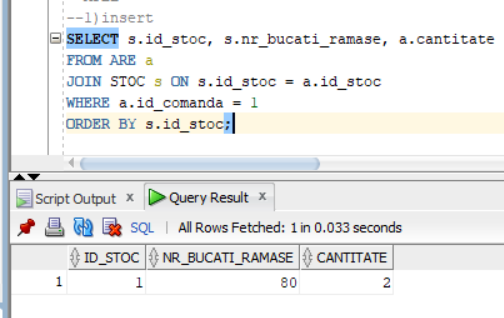 --1)insert
SELECT s.id_stoc, s.nr_bucati_ramase, a.cantitate
FROM ARE a
JOIN STOC s ON s.id_stoc = a.id_stoc
WHERE a.id_comanda = 1
ORDER BY s.id_stoc;
Script Output x Query Result x
SQL | All Rows Fetched: 1 in 0.033 seconds
ID_STOC NR_BUCATI_RAMASE CANTITATE
1 1 80 2